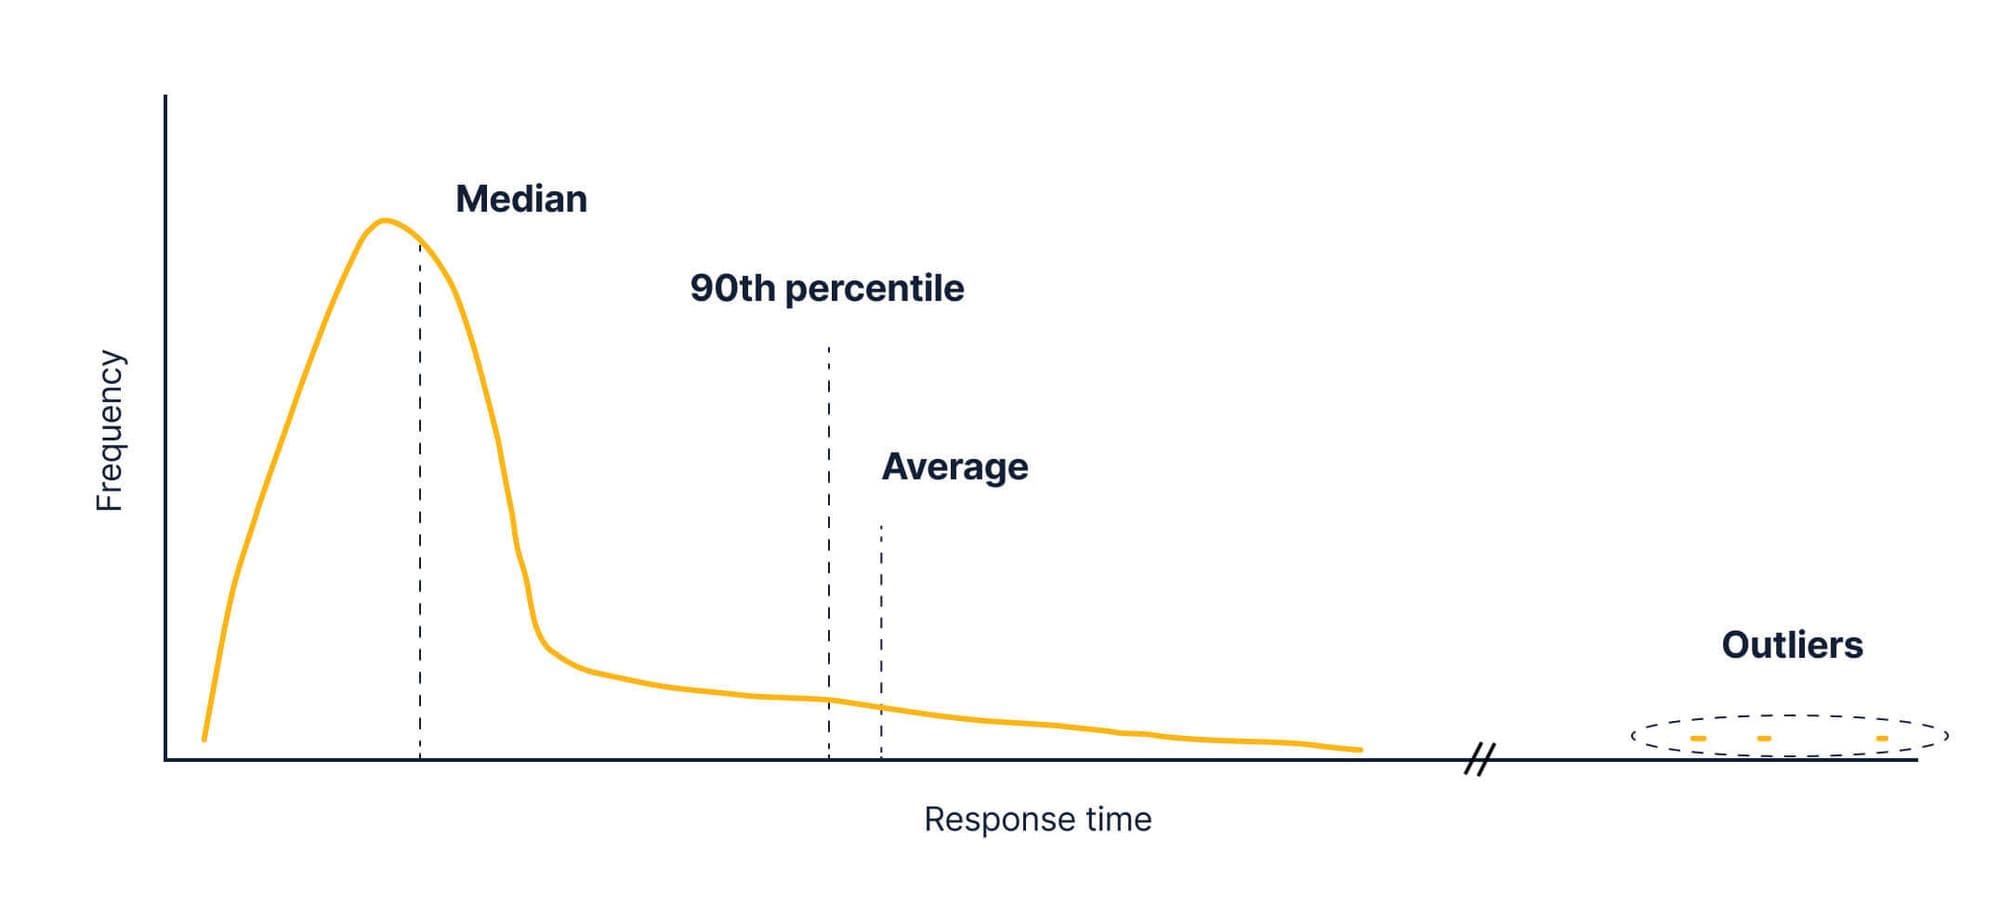 Median
90th percentile
Average
Outliers
Frequency
Response time